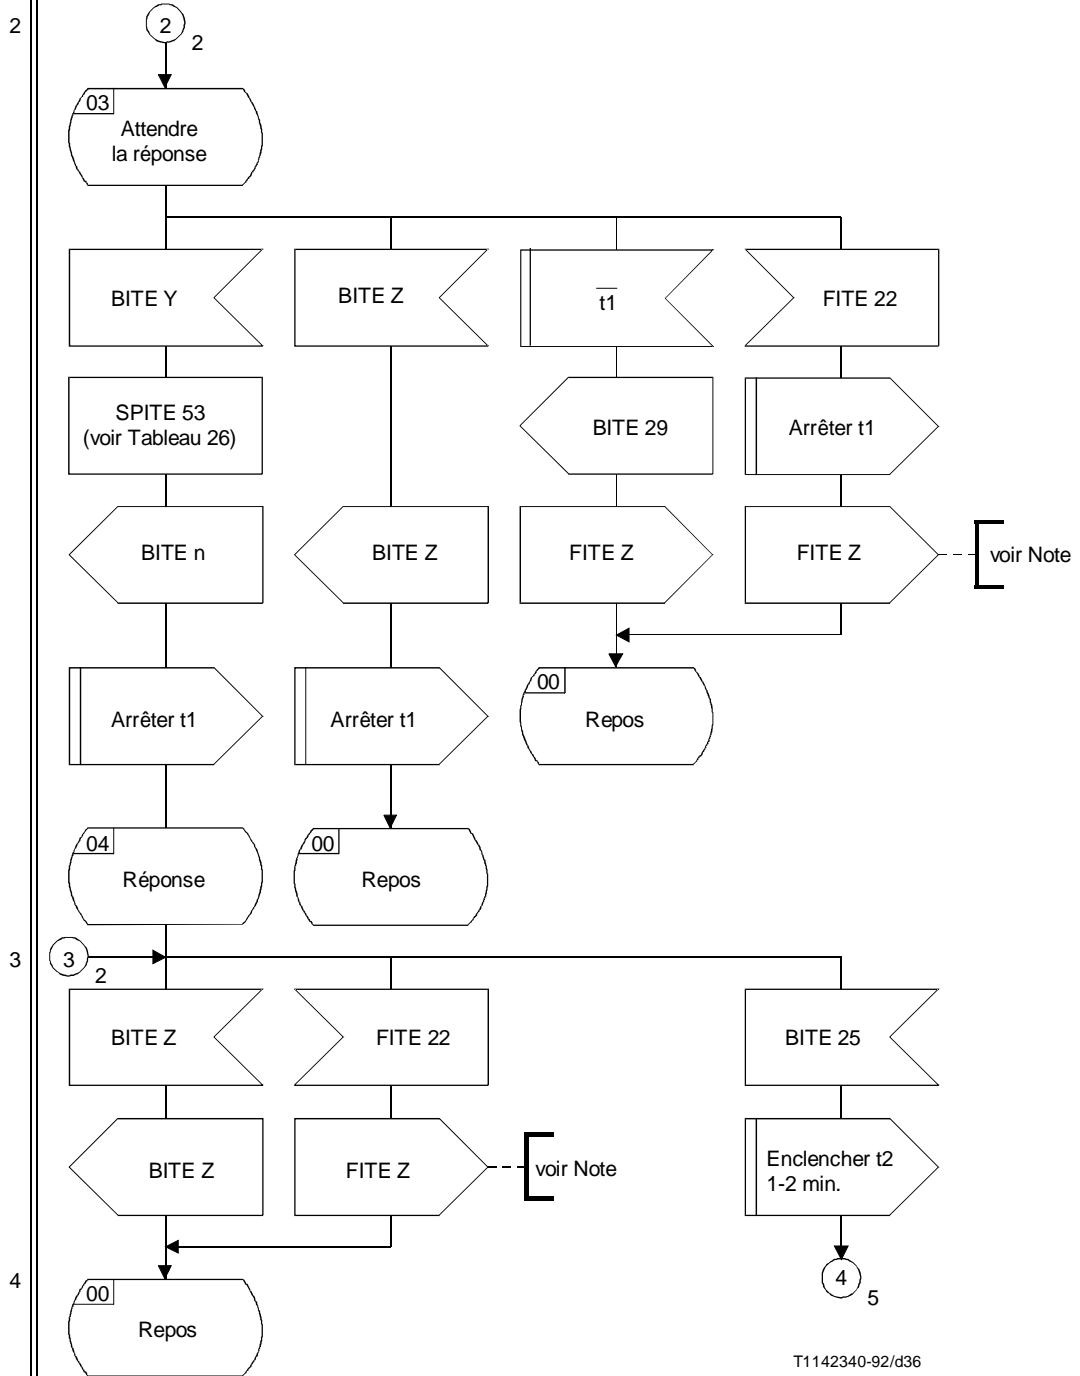 2
2
2
03
Attendre
la réponse
BITE Y
BITE Z
t1
FITE 22
SPITE 53
(voir Tableau 26)
BITE 29
Arrêter t1
BITE n
BITE Z
FITE Z
FITE Z
voir Note
Arrêter t1
Arrêter t1
00
Repos
04
Réponse
00
Repos
3
3
2
BITE Z
FITE 22
BITE 25
BITE Z
FITE Z
voir Note
Enclencher t2
1-2 min.
4
4
5
00
Repos
T1142340-92/d36